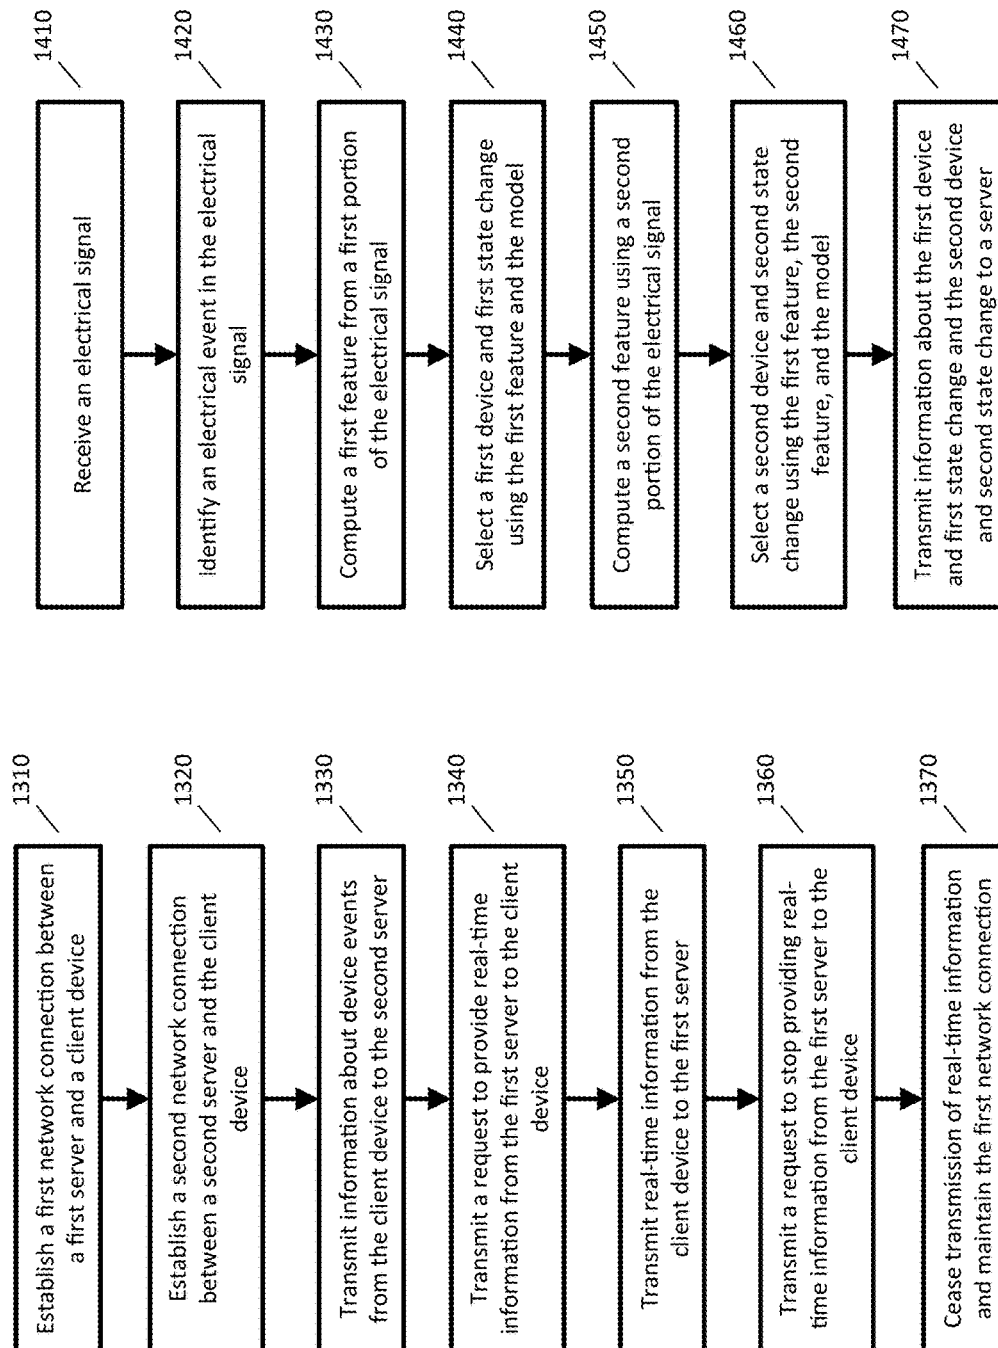 1310
Establish a first network connection between
a first server and a client device
1320
Establish a second network connection
between a second server and the client
device
1330
Transmit information about device events
from the client device to the second server
1340
Transmit a request to provide real-time
information from the first server to the client
device
1350
Transmit real-time information from the
client device to the first server
1360
Transmit a request to stop providing real-
time information from the first server to the
client device
1370
Cease transmission of real-time information
and maintain the first network connection
1410
Receive an electrical signal
1420
Identify an electrical event in the electrical
signal
1430
Compute a first feature from a first portion
of the electrical signal
1440
Select a first device and first state change
using the first feature and the model
1450
Compute a second feature using a second
portion of the electrical signal
1460
Select a second device and second state
change using the first feature, the second
feature, and the model
1470
Transmit information about the first device
and first state change and the second device
and second state change to a server